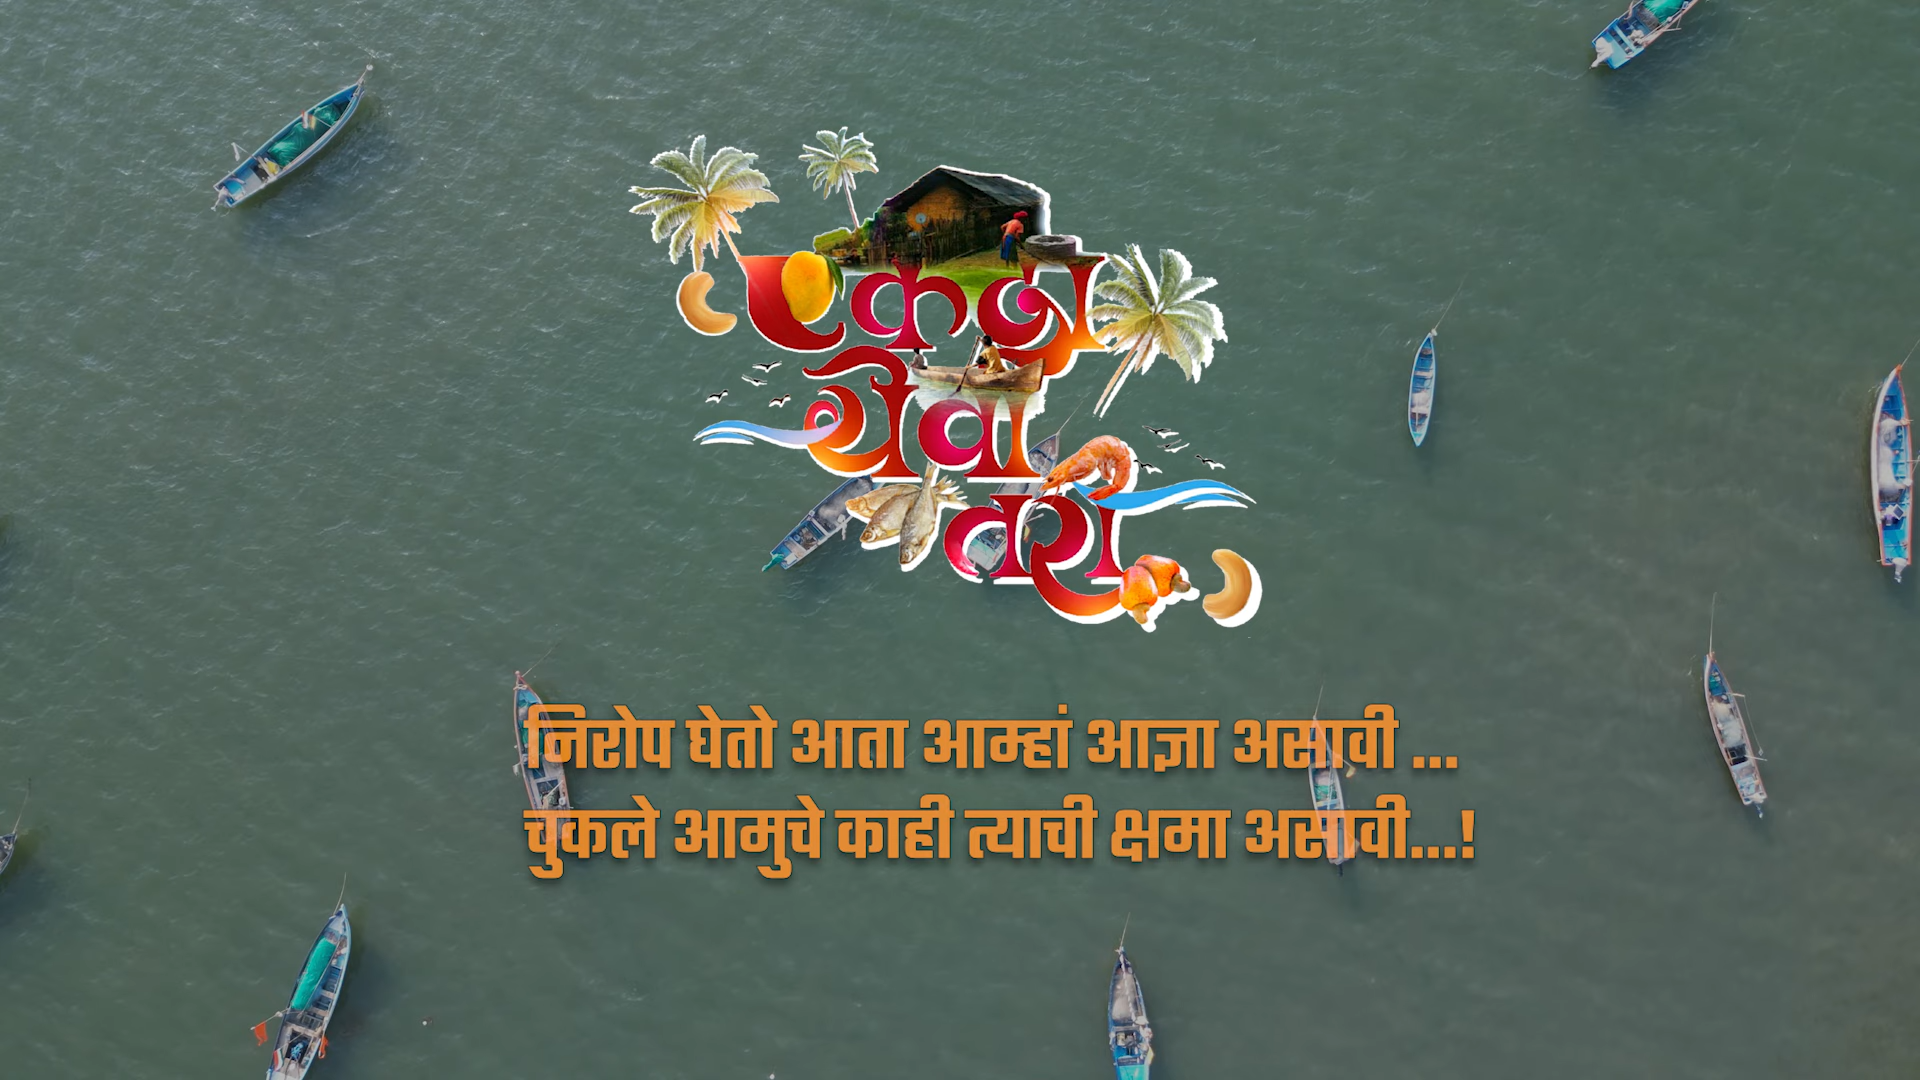 एकदा
येवा
तरी
निरोप घेतो आता आम्हां आज्ञा असावी ...
चुकले आमुचे काही त्याची क्षमा असावी...!